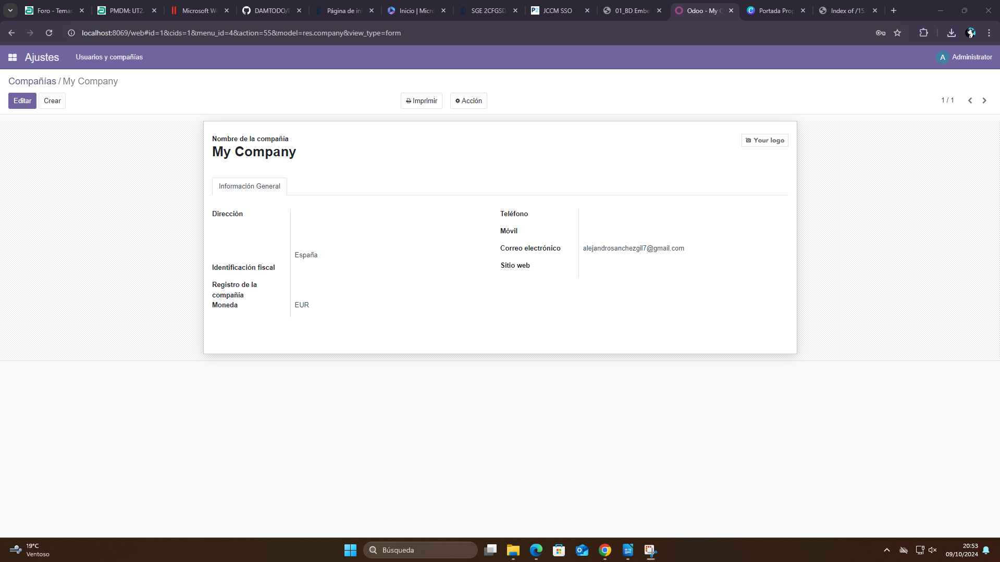 Foro - Temas
PMDM: UT2.
Microsoft Wo
DAMTODO/P
Página de ini
Inicio | Micro
SGE 2CFGSD
JCCM SSO
01_BD Embe
Odoo - My C
Portada Prop
Index of /15.
localhost:8069/web#id=1&cids=1&menu_id=4&action=55&model=res.company&view_type=form
Ajustes
Usuarios y compañías
A
Administrator
Compañías / My Company
Editar
Crear
Imprimir
Acción
1 / 1
Nombre de la compañía
My Company
Your logo
Información General
Dirección
España
Identificación fiscal
Registro de la
compañía
Moneda
EUR
Teléfono
Móvil
Correo electrónico
alejandrosanchezgil7@gmail.com
Sitio web
19°C
Ventoso
Búsqueda
20:53
09/10/2024